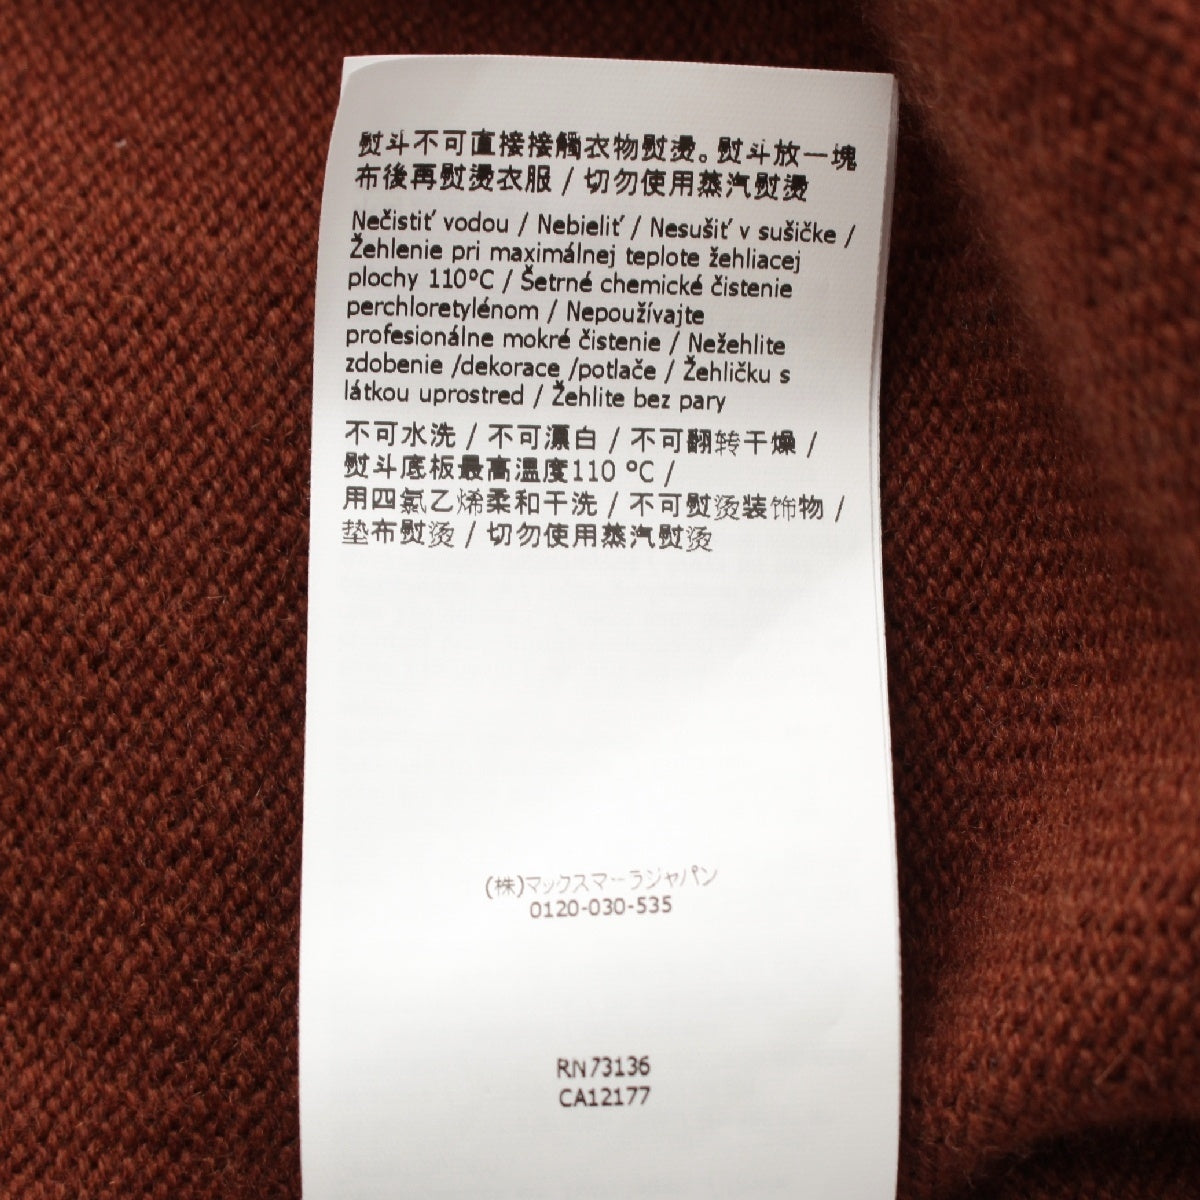 熨斗不可直接接觸衣物熨燙。熨斗放一塊
布後再熨燙衣服 / 切勿使用蒸汽熨燙
Nečistiť vodou / Nebieliť / Nesušiť v sušičke /
Žehlenie pri maximálnej teplote žehliacej
plochy 110°C / Šetrné chemické čistenie
perchloretylénom / Nepoužívajte
profesionálne mokré čistenie / Nežehlite
zdobenie /dekorace /potlače / Žehličku s
látkou uprostred / Žehlite bez pary
不可水洗 / 不可漂白 / 不可翻转干燥 /
熨斗底板最高温度110 °C /
用四氯乙烯柔和干洗 / 不可熨烫装饰物 /
垫布熨烫 / 切勿使用蒸汽熨烫
(株)マックスマーラジャパン
0120-030-535
RN73136
CA12177